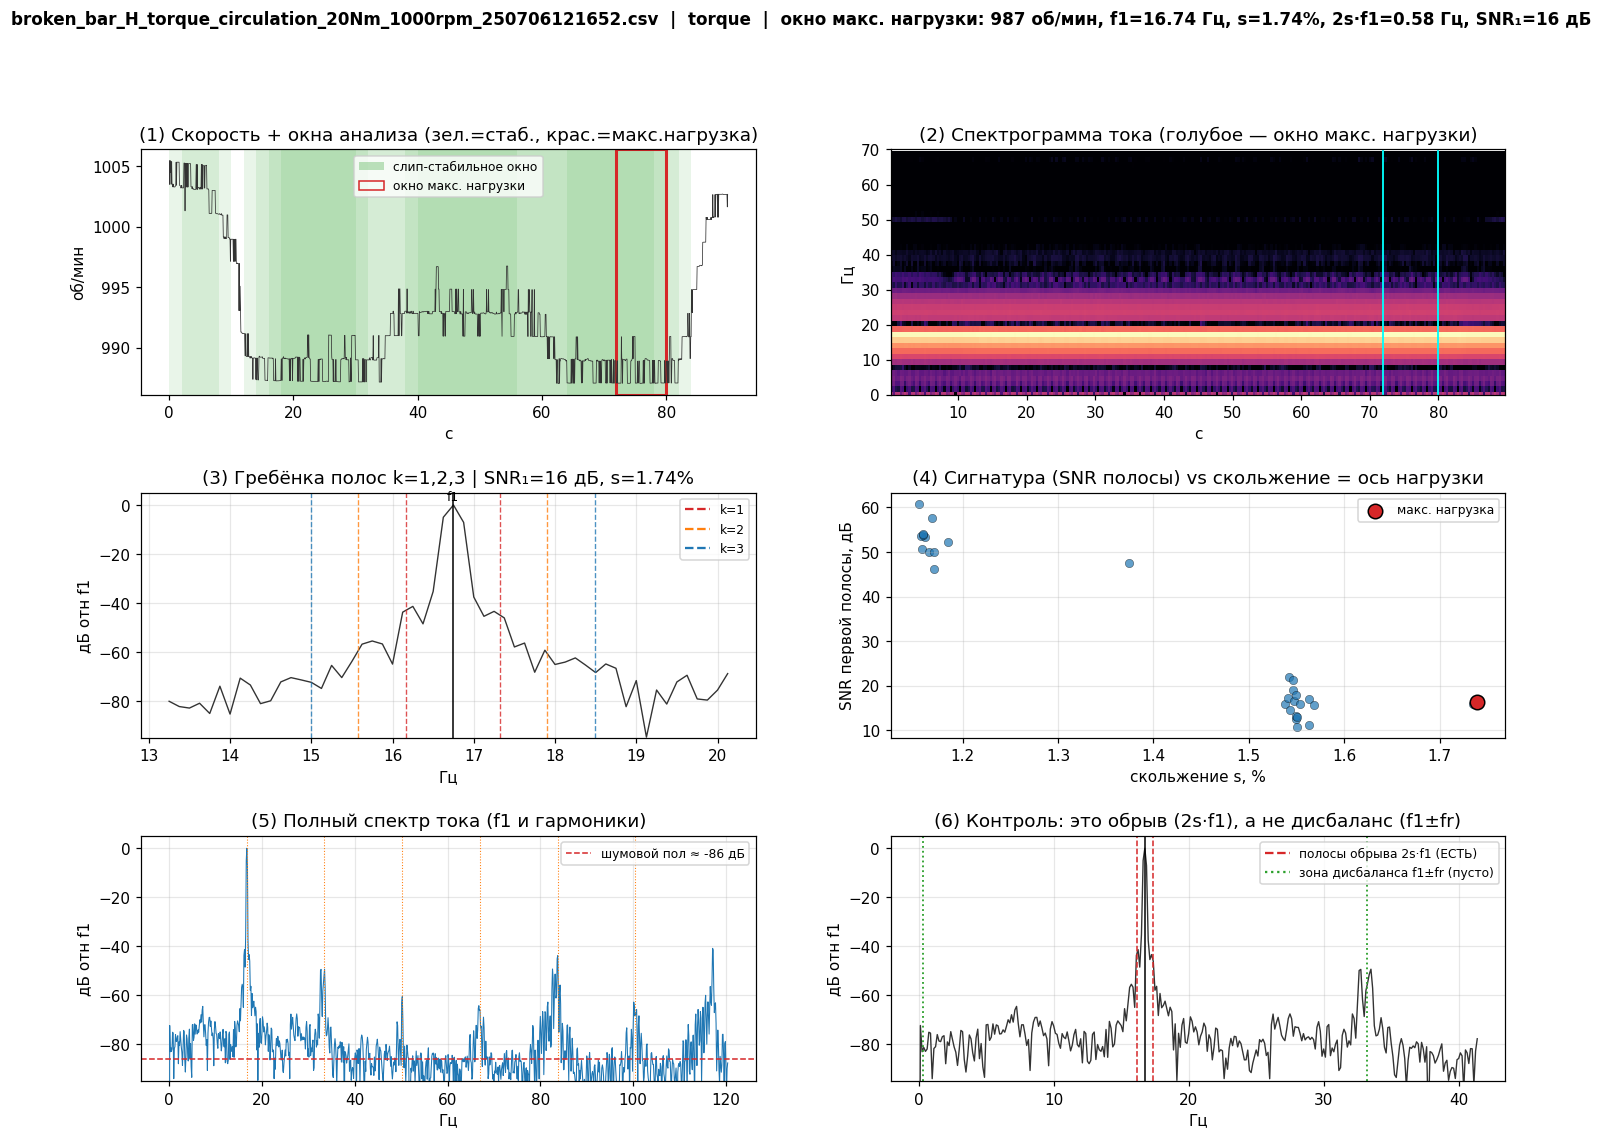 broken_bar_H_torque_circulation_20Nm_1000rpm_250706121652.csv | torque | окно макс. нагрузки: 987 об/мин, f1=16.74 Гц, s=1.74%, 2s·f1=0.58 Гц, SNR₁=16 дБ
(1) Скорость + окна анализа (зел.=стаб., крас.=макс.нагрузка)
слип-стабильное окно
окно макс. нагрузки
об/мин
1005
1000
995
990
0 20 40 60 80
с
(2) Спектрограмма тока (голубое — окно макс. нагрузки)
Гц
70
60
50
40
30
20
10
0
10 20 30 40 50 60 70 80
с
(3) Гребёнка полос k=1,2,3 | SNR₁=16 дБ, s=1.74%
f1
k=1
k=2
k=3
дБ отн f1
0
−20
−40
−60
−80
13 14 15 16 17 18 19 20
Гц
(4) Сигнатура (SNR полосы) vs скольжение = ось нагрузки
макс. нагрузка
SNR первой полосы, дБ
60
50
40
30
20
10
1.2 1.3 1.4 1.5 1.6 1.7
скольжение s, %
(5) Полный спектр тока (f1 и гармоники)
шумовой пол ≈ -86 дБ
дБ отн f1
0
−20
−40
−60
−80
0 20 40 60 80 100 120
Гц
(6) Контроль: это обрыв (2s·f1), а не дисбаланс (f1±fr)
полосы обрыва 2s·f1 (ЕСТЬ)
зона дисбаланса f1±fr (пусто)
дБ отн f1
0
−20
−40
−60
−80
0 10 20 30 40
Гц